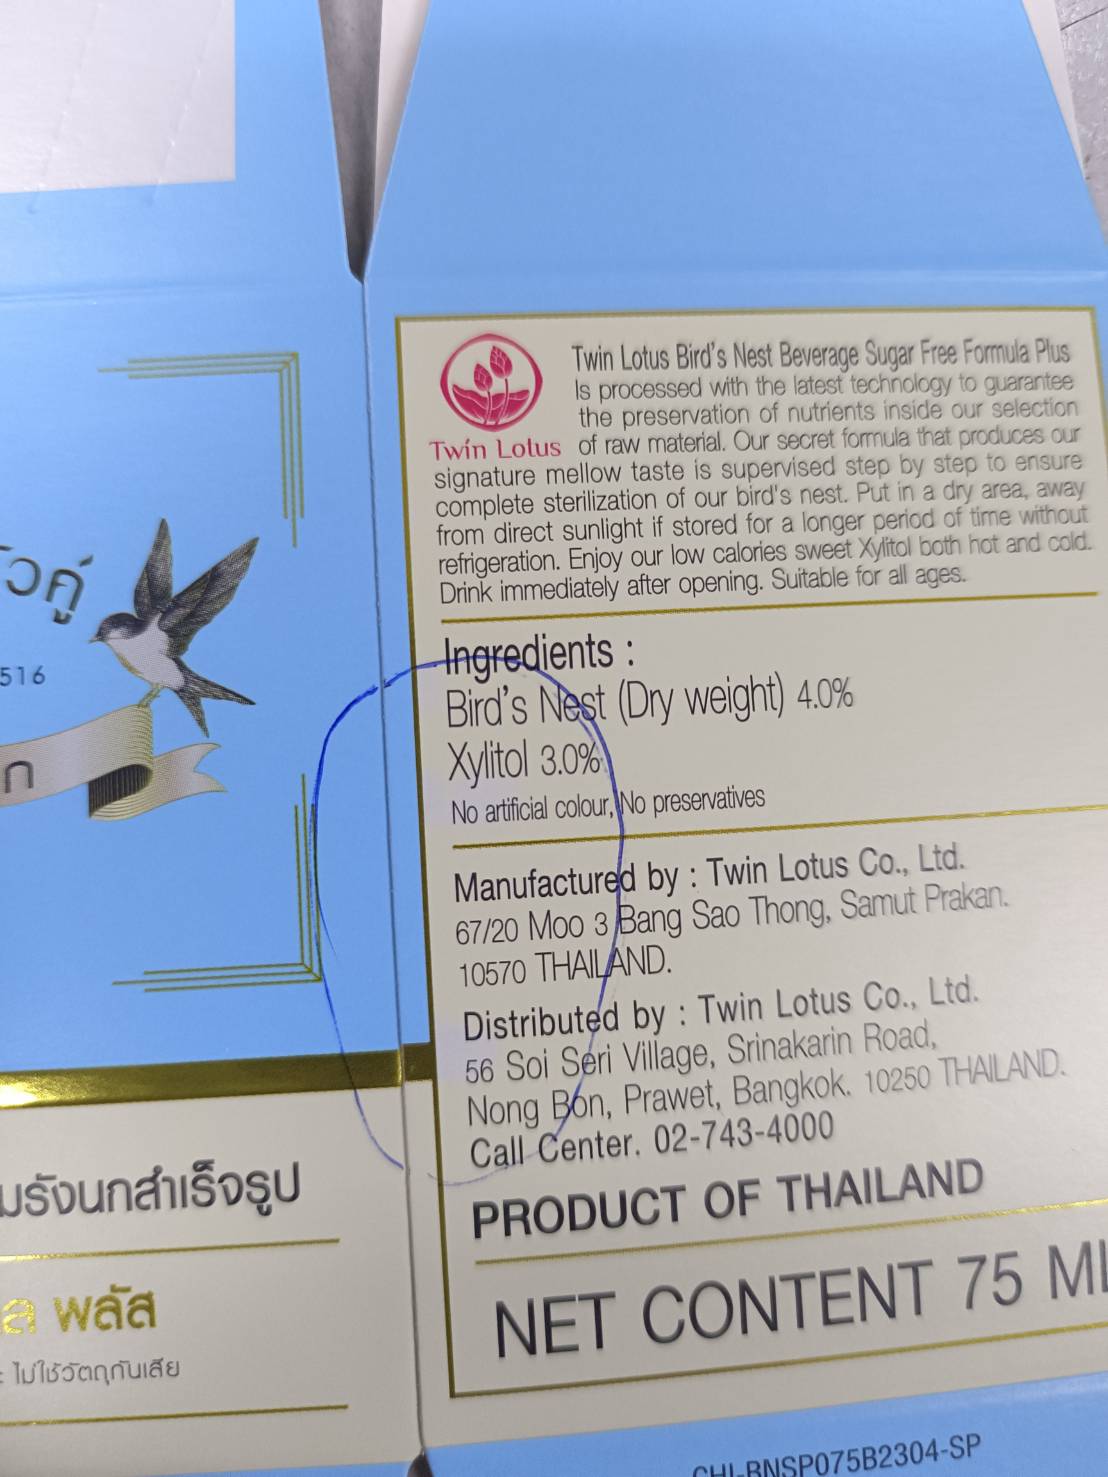 วคู่
516
ก
มรังนกสำเร็จรูป
ล พลัส
: ไม่ใช้วัตถุกันเสีย
Twin Lotus
Twin Lotus Bird's Nest Beverage Sugar Free Formula Plus
Is processed with the latest technology to guarantee
the preservation of nutrients inside our selection
of raw material. Our secret formula that produces our
signature mellow taste is supervised step by step to ensure
complete sterilization of our bird's nest. Put in a dry area, away
from direct sunlight if stored for a longer period of time without
refrigeration. Enjoy our low calories sweet Xylitol both hot and cold.
Drink immediately after opening. Suitable for all ages.
Ingredients :
Bird's Nest (Dry weight) 4.0%
Xylitol 3.0%
No artificial colour, No preservatives
Manufactured by : Twin Lotus Co., Ltd.
67/20 Moo 3 Bang Sao Thong, Samut Prakan.
10570 THAILAND.
Distributed by : Twin Lotus Co., Ltd.
56 Soi Seri Village, Srinakarin Road,
Nong Bon, Prawet, Bangkok. 10250 THAILAND.
Call Center. 02-743-4000
PRODUCT OF THAILAND
NET CONTENT 75 ML
CHI-BNSP075B2304-SP